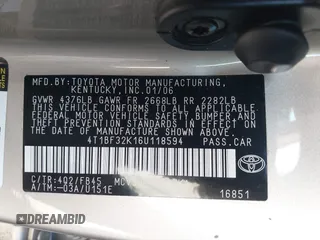 MFD.BY:TOYOTA MOTOR MANUFACTURING,
KENTUCKY, INC.01/06
GVWR 4376LB GAWR FR 2668LB RR 2282LB
THIS VEHICLE CONFORMS TO ALL APPLICABLE
FEDERAL MOTOR VEHICLE SAFETY, BUMPER, AND
THEFT PREVENTION STANDARDS IN EFFECT ON
THE DATE OF MANUFACTURE SHOWN ABOVE.
4T1BF32K16U118594 PASS.CAR
C/TR:4Q2/FB45
A/TM:-03A/U151E
16851
TOYOTA
DREAMBID